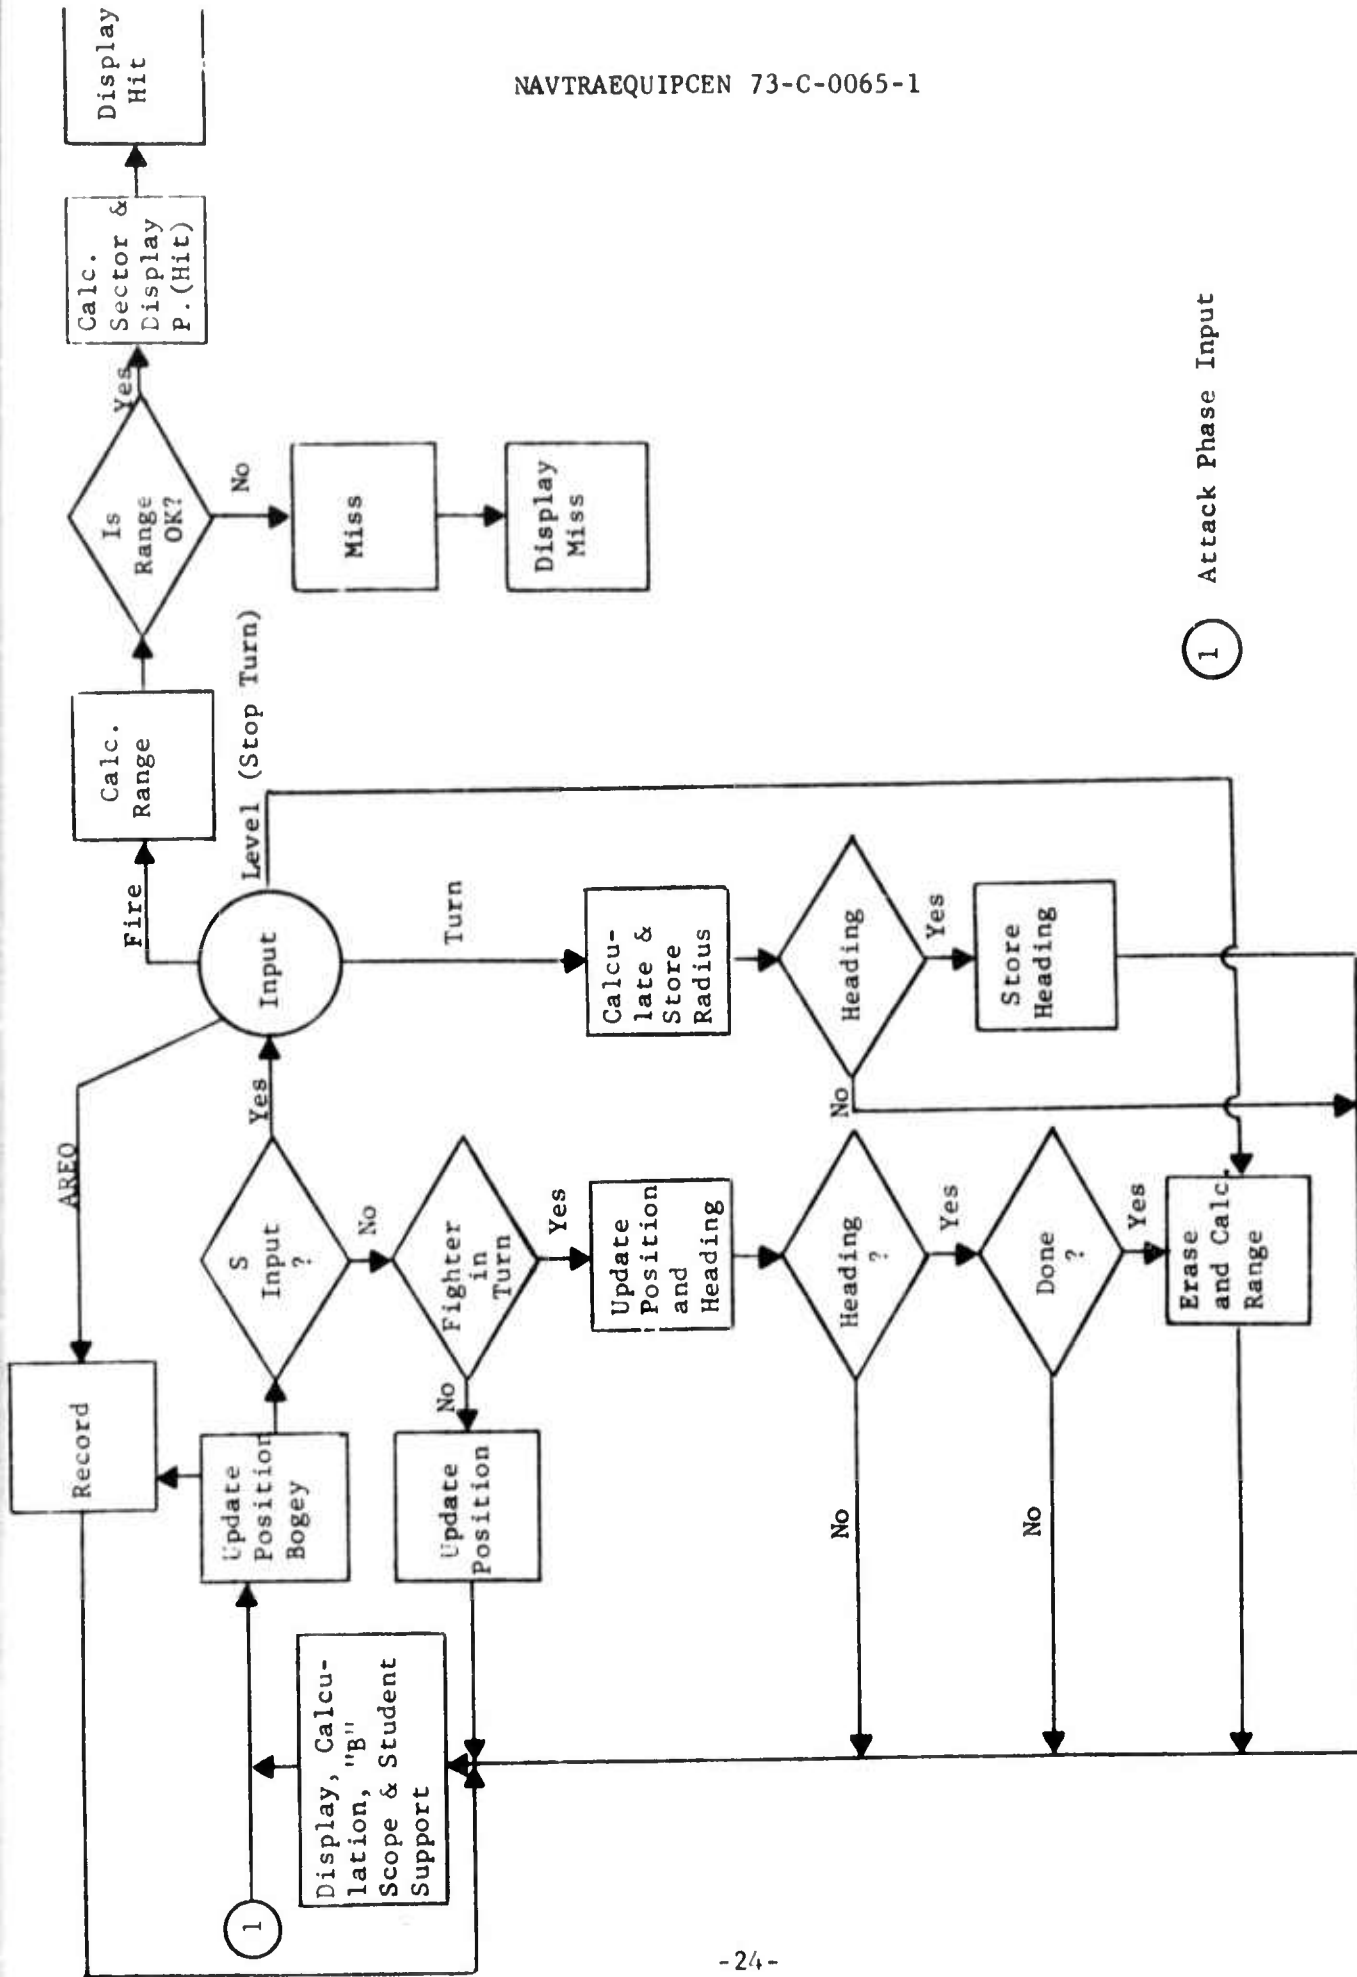 NAVTRAEQUIPCEN 73-C-0065-1
1
Display, Calcu-
lation, "B"
Scope & Student
Support
Record
Update
Position
Bogey
Update
Position
AREO
S
Input
?
Yes
No
Fighter
in
Turn
No
Yes
Update
Position
and
Heading
Heading
?
No
Yes
Done
?
No
Yes
Erase
and Calc.
Range
Input
Fire
Level (Stop Turn)
Turn
Calcu-
late &
Store
Radius
Heading
No
Yes
Store
Heading
Calc.
Range
Is
Range
OK?
Yes
No
Miss
Display
Miss
Calc.
Sector &
Display
P.(Hit)
Display
Hit
1 Attack Phase Input
-24-